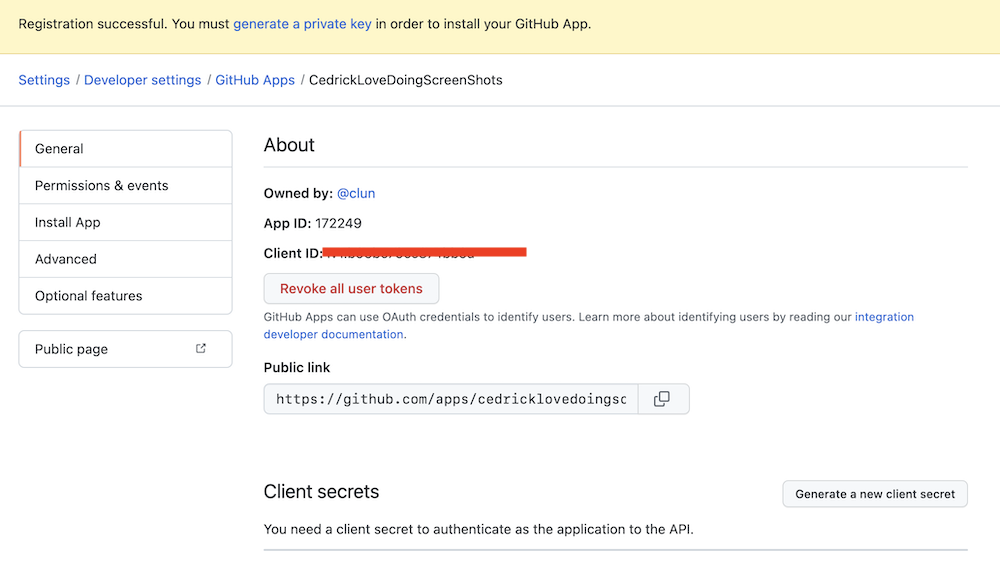 Registration successful. You must generate a private key in order to install your GitHub App.
Settings / Developer settings / GitHub Apps / CedrickLoveDoingScreenShots
General
Permissions & events
Install App
Advanced
Optional features
Public page
About
Owned by: @clun
App ID: 172249
Client ID:
Revoke all user tokens
GitHub Apps can use OAuth credentials to identify users. Learn more about identifying users by reading our integration
developer documentation.
Public link
https://github.com/apps/cedricklovedoingsc
Client secrets
Generate a new client secret
You need a client secret to authenticate as the application to the API.